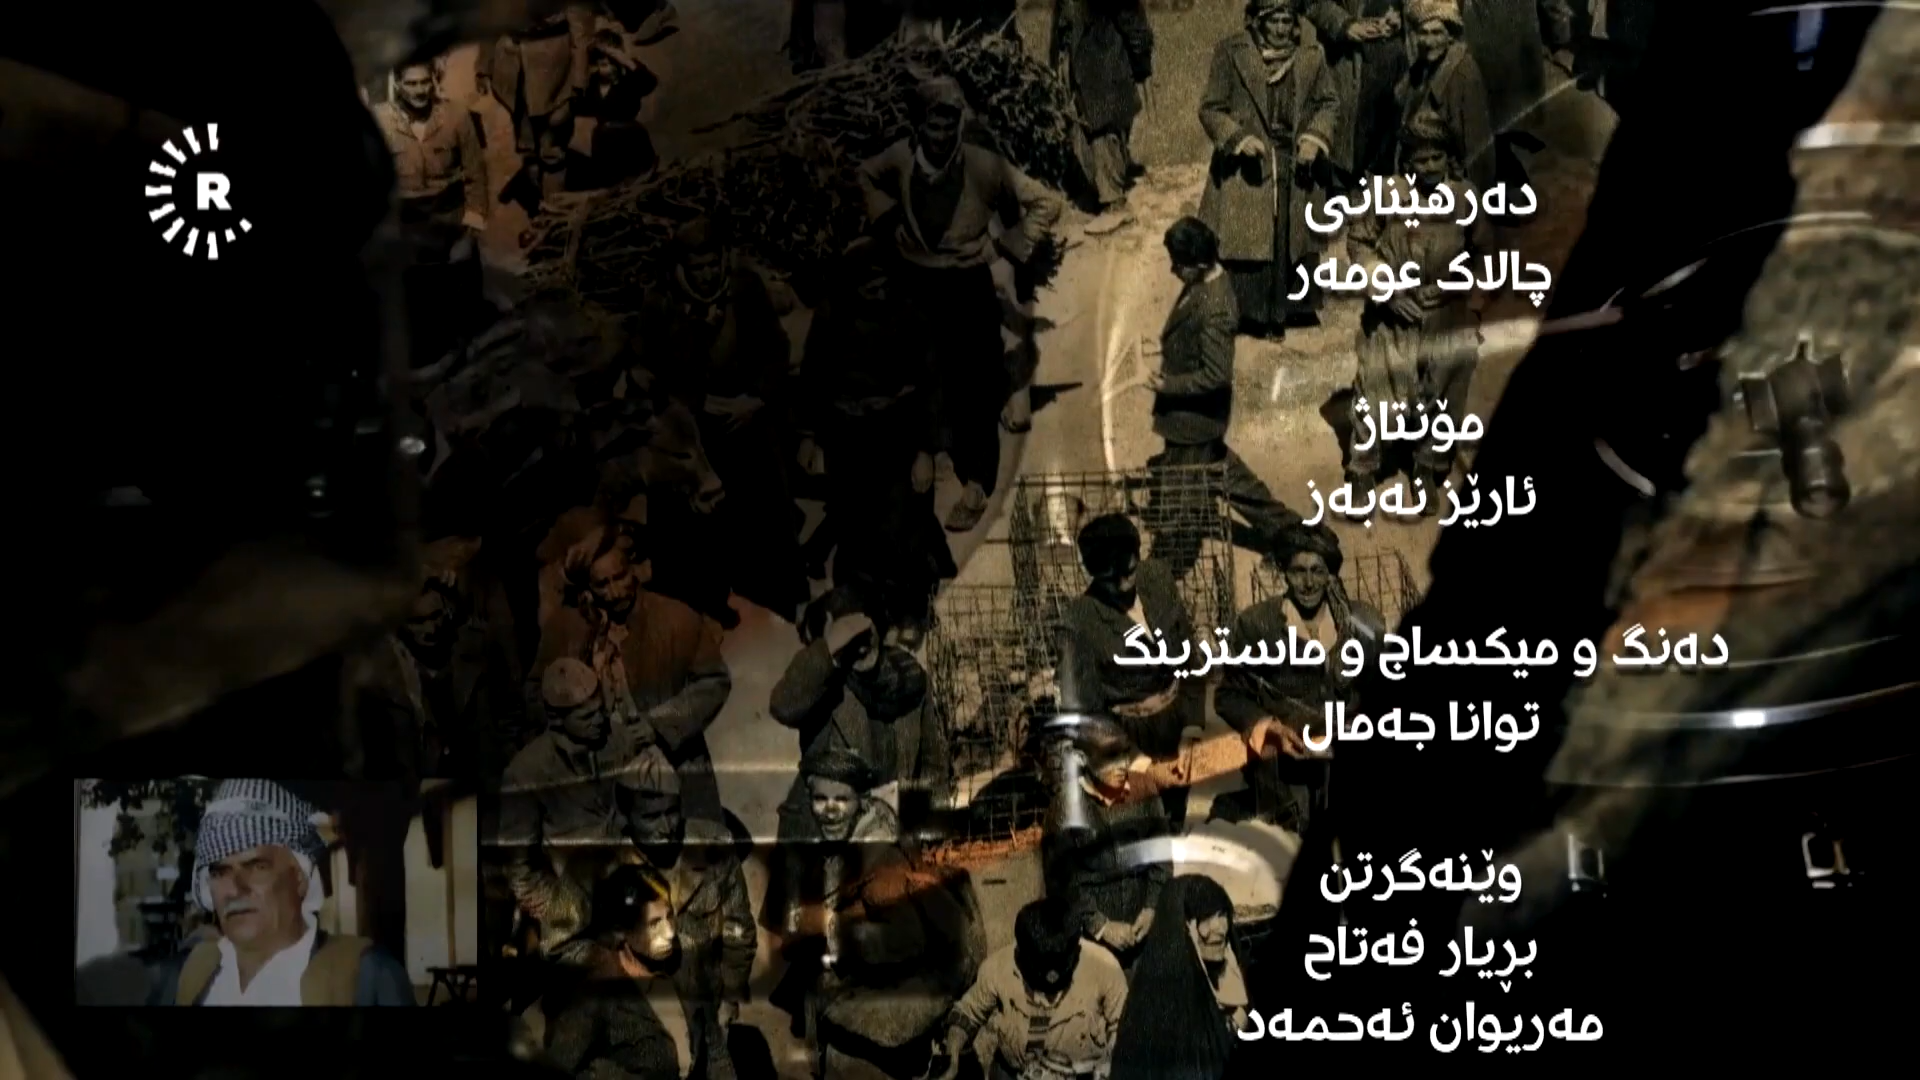 R
دەرهێنانی
چالاک عومەر
مۆنتاژ
ئارێز نەبەز
دەنگ و میکساج و ماسترینگ
توانا جەمال
وێنەگرتن
بڕیار فەتاح
مەریوان ئەحمەد